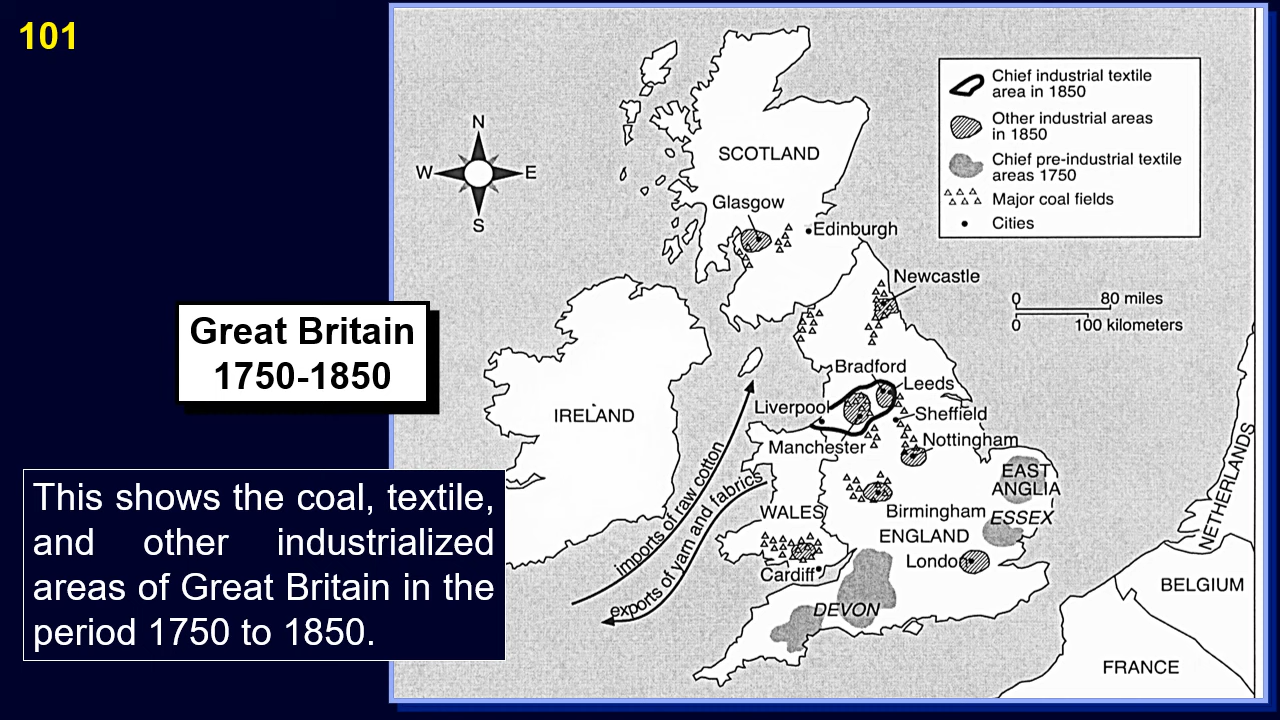 101
Great Britain
1750-1850
This shows the coal, textile,
and other industrialized
areas of Great Britain in the
period 1750 to 1850.
Chief industrial textile
area in 1850
Other industrial areas
in 1850
Chief pre-industrial textile
areas 1750
Major coal fields
Cities
N
W
E
S
0
80 miles
0
100 kilometers
SCOTLAND
Glasgow
Edinburgh
Newcastle
Bradford
Leeds
Liverpool
Sheffield
Manchester
Nottingham
IRELAND
EAST
ANGLIA
imports of raw cotton
exports of yarn and fabrics
WALES
Birmingham
ESSEX
ENGLAND
London
Cardiff
DEVON
NETHERLANDS
BELGIUM
FRANCE